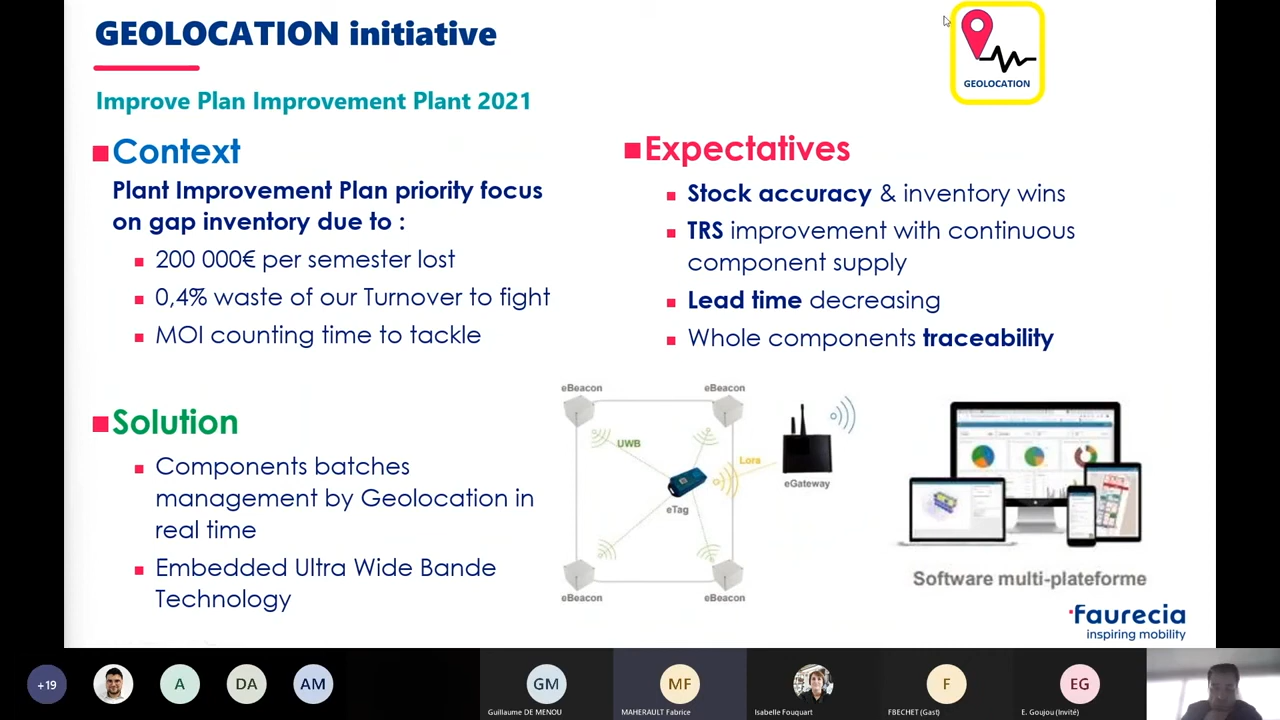 GEOLOCATION initiative
GEOLOCATION
Improve Plan Improvement Plant 2021
Context
Plant Improvement Plan priority focus
on gap inventory due to :
200 000€ per semester lost
0,4% waste of our Turnover to fight
MOI counting time to tackle
Expectatives
Stock accuracy & inventory wins
TRS improvement with continuous
component supply
Lead time decreasing
Whole components traceability
Solution
Components batches
management by Geolocation in
real time
Embedded Ultra Wide Bande
Technology
eBeacon
eBeacon
UWB
Lora
eTag
eGateway
eBeacon
eBeacon
Software multi-plateforme
faurecia
inspiring mobility
+19
A
DA
AM
GM
Guillaume DE MENOU
MF
MAHERAULT Fabrice
Isabelle Fouquart
F
FBECHET (Gast)
EG
E. Goujou (Invité)